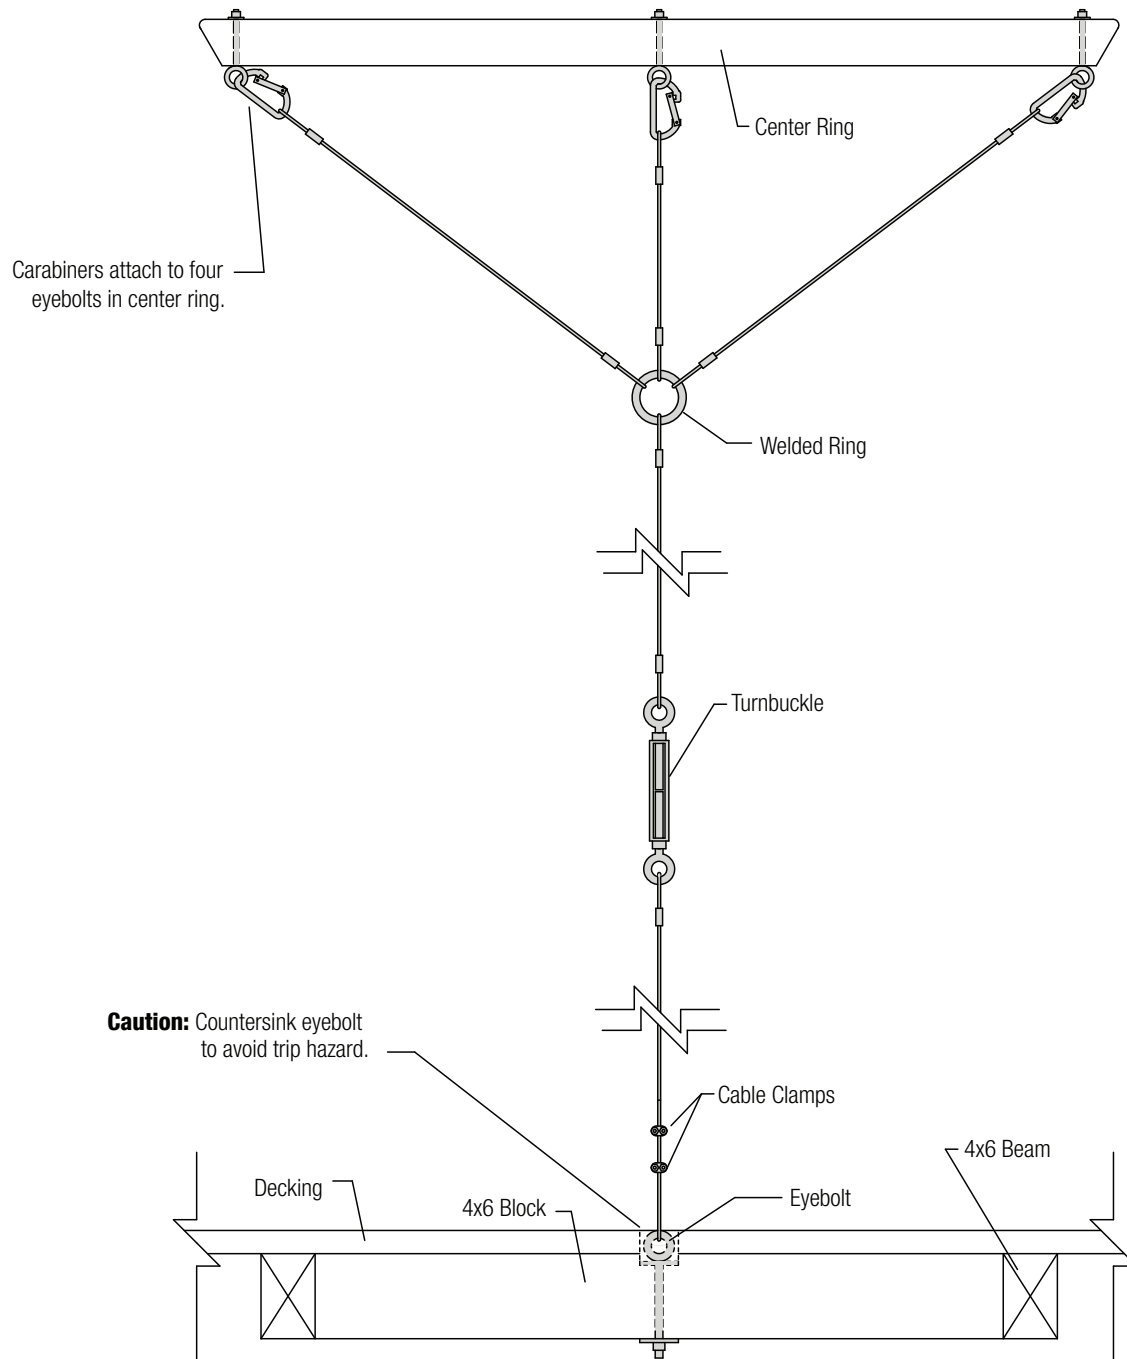 Center Ring
Carabiners attach to four
eyebolts in center ring.
Welded Ring
Turnbuckle
Caution: Countersink eyebolt
to avoid trip hazard.
Cable Clamps
4x6 Beam
Decking
4x6 Block
Eyebolt